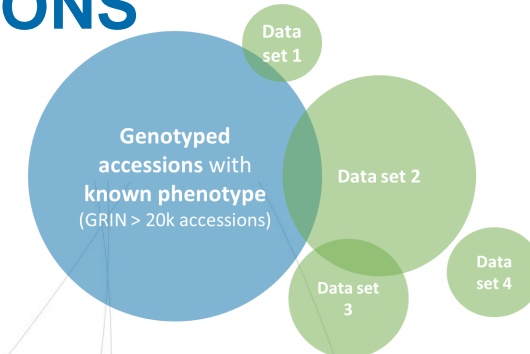 IONS
Data
set 1
Genotyped
accessions with
known phenotype
(GRIN > 20k accessions)
Data set 2
Data
set 4
Data set
3